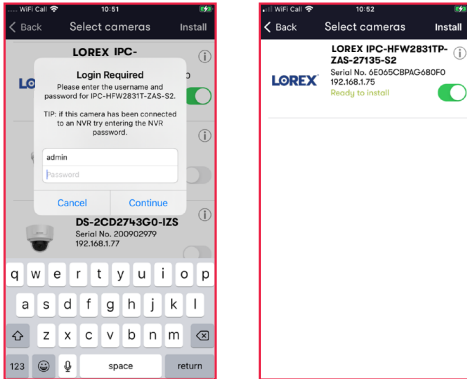 WiFi Call 10:51
Back Select cameras Install
LOREX IPC-
Login Required
Please enter the username and
password for IPC-HFW2831T-ZAS-S2.
TIP: if this camera has been connected
to an NVR try entering the NVR
password.
admin
Password
Cancel Continue
DS-2CD2743G0-IZS
Serial No. 200902979
192.168.1.77
q w e r t y u i o p
a s d f g h j k l
z x c v b n m
123 space return
WiFi Call 10:52
Back Select cameras Install
LOREX
LOREX IPC-HFW2831TP-
ZAS-27135-S2
Serial No. 6E065CBPAG680F0
192.168.1.75
Ready to install